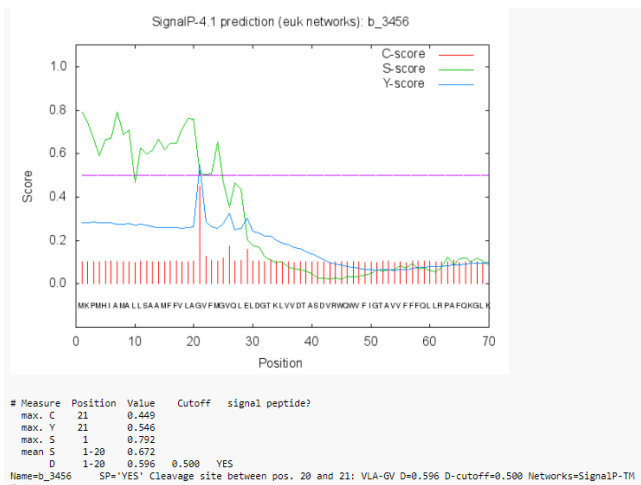 SignalP-4.1 prediction (euk networks): b_3456
C-score
S-score
Y-score
1.0
0.8
0.6
0.4
0.2
0.0
Score
MKPMHIAMALLSAAMFFVLAGVFMGVQLELDGTKLVVDTASDVRWQWVFIGTAVVFFFQLLRPAFQKGLK
0 10 20 30 40 50 60 70
Position
# Measure Position Value Cutoff signal peptide?
max. C 21 0.449
max. Y 21 0.546
max. S 1 0.792
mean S 1-20 0.672
D 1-20 0.596 0.500 YES
Name=b_3456 SP='YES' Cleavage site between pos. 20 and 21: VLA-GV D=0.596 D-cutoff=0.500 Networks=SignalP-TM